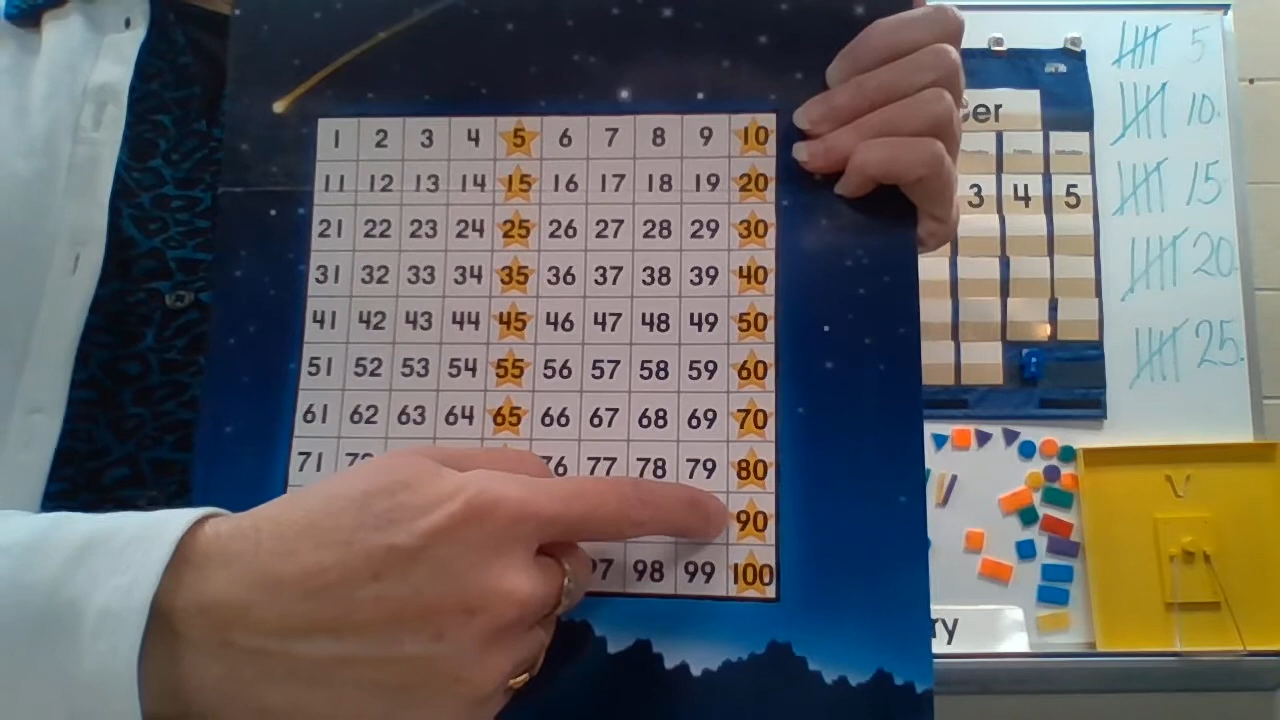 1 2 3 4 5 6 7 8 9 10
11 12 13 14 15 16 17 18 19 20
21 22 23 24 25 26 27 28 29 30
31 32 33 34 35 36 37 38 39 40
41 42 43 44 45 46 47 48 49 50
51 52 53 54 55 56 57 58 59 60
61 62 63 64 65 66 67 68 69 70
71 77 78 79 80
90
98 99 100
3 4 5
5
10
15
20
25